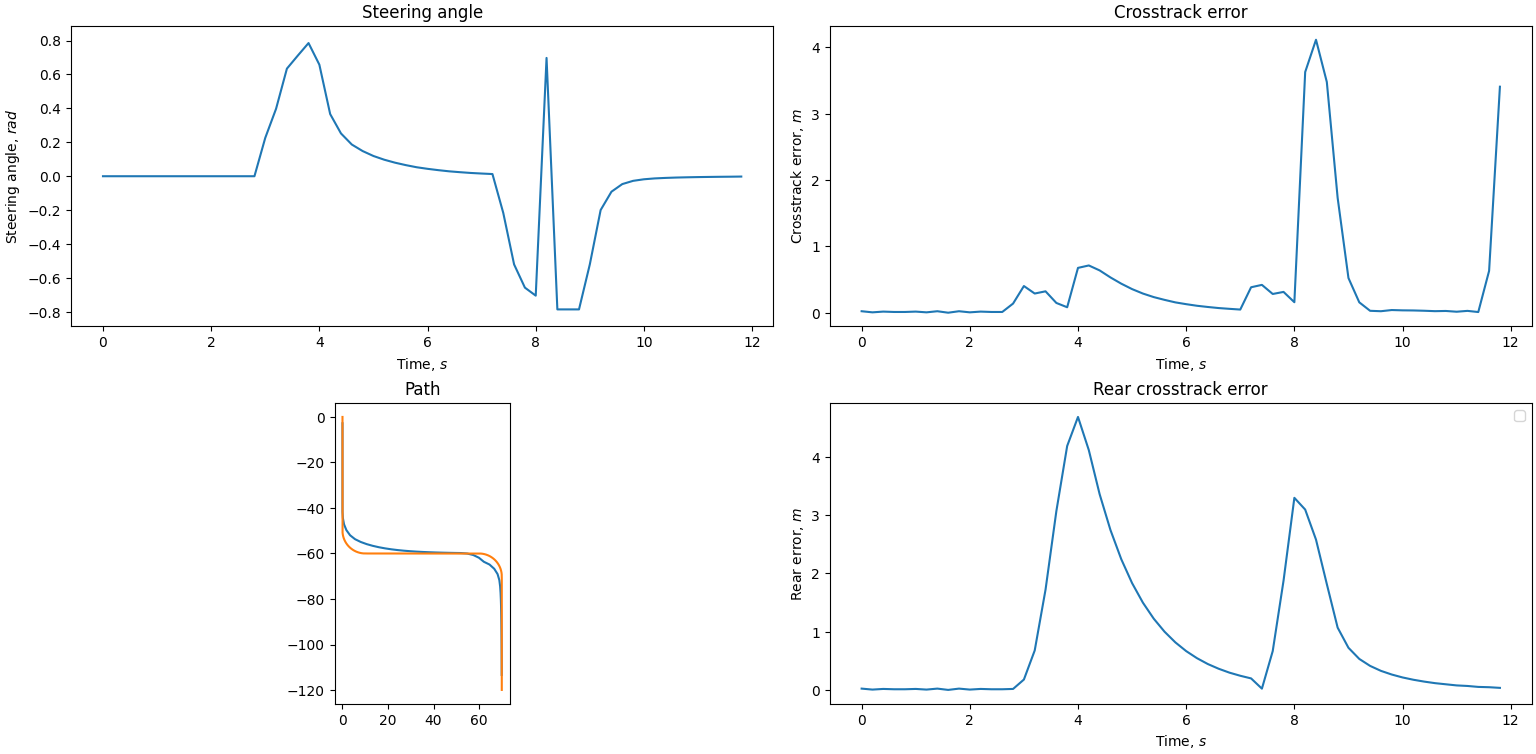 Steering angle
Steering angle, rad
0.8
0.6
0.4
0.2
0.0
−0.2
−0.4
−0.6
−0.8
0 2 4 6 8 10 12
Time, s
Crosstrack error
Crosstrack error, m
4
3
2
1
0
0 2 4 6 8 10 12
Time, s
Path
0
−20
−40
−60
−80
−100
−120
0 20 40 60
Rear crosstrack error
Rear error, m
4
3
2
1
0
0 2 4 6 8 10 12
Time, s